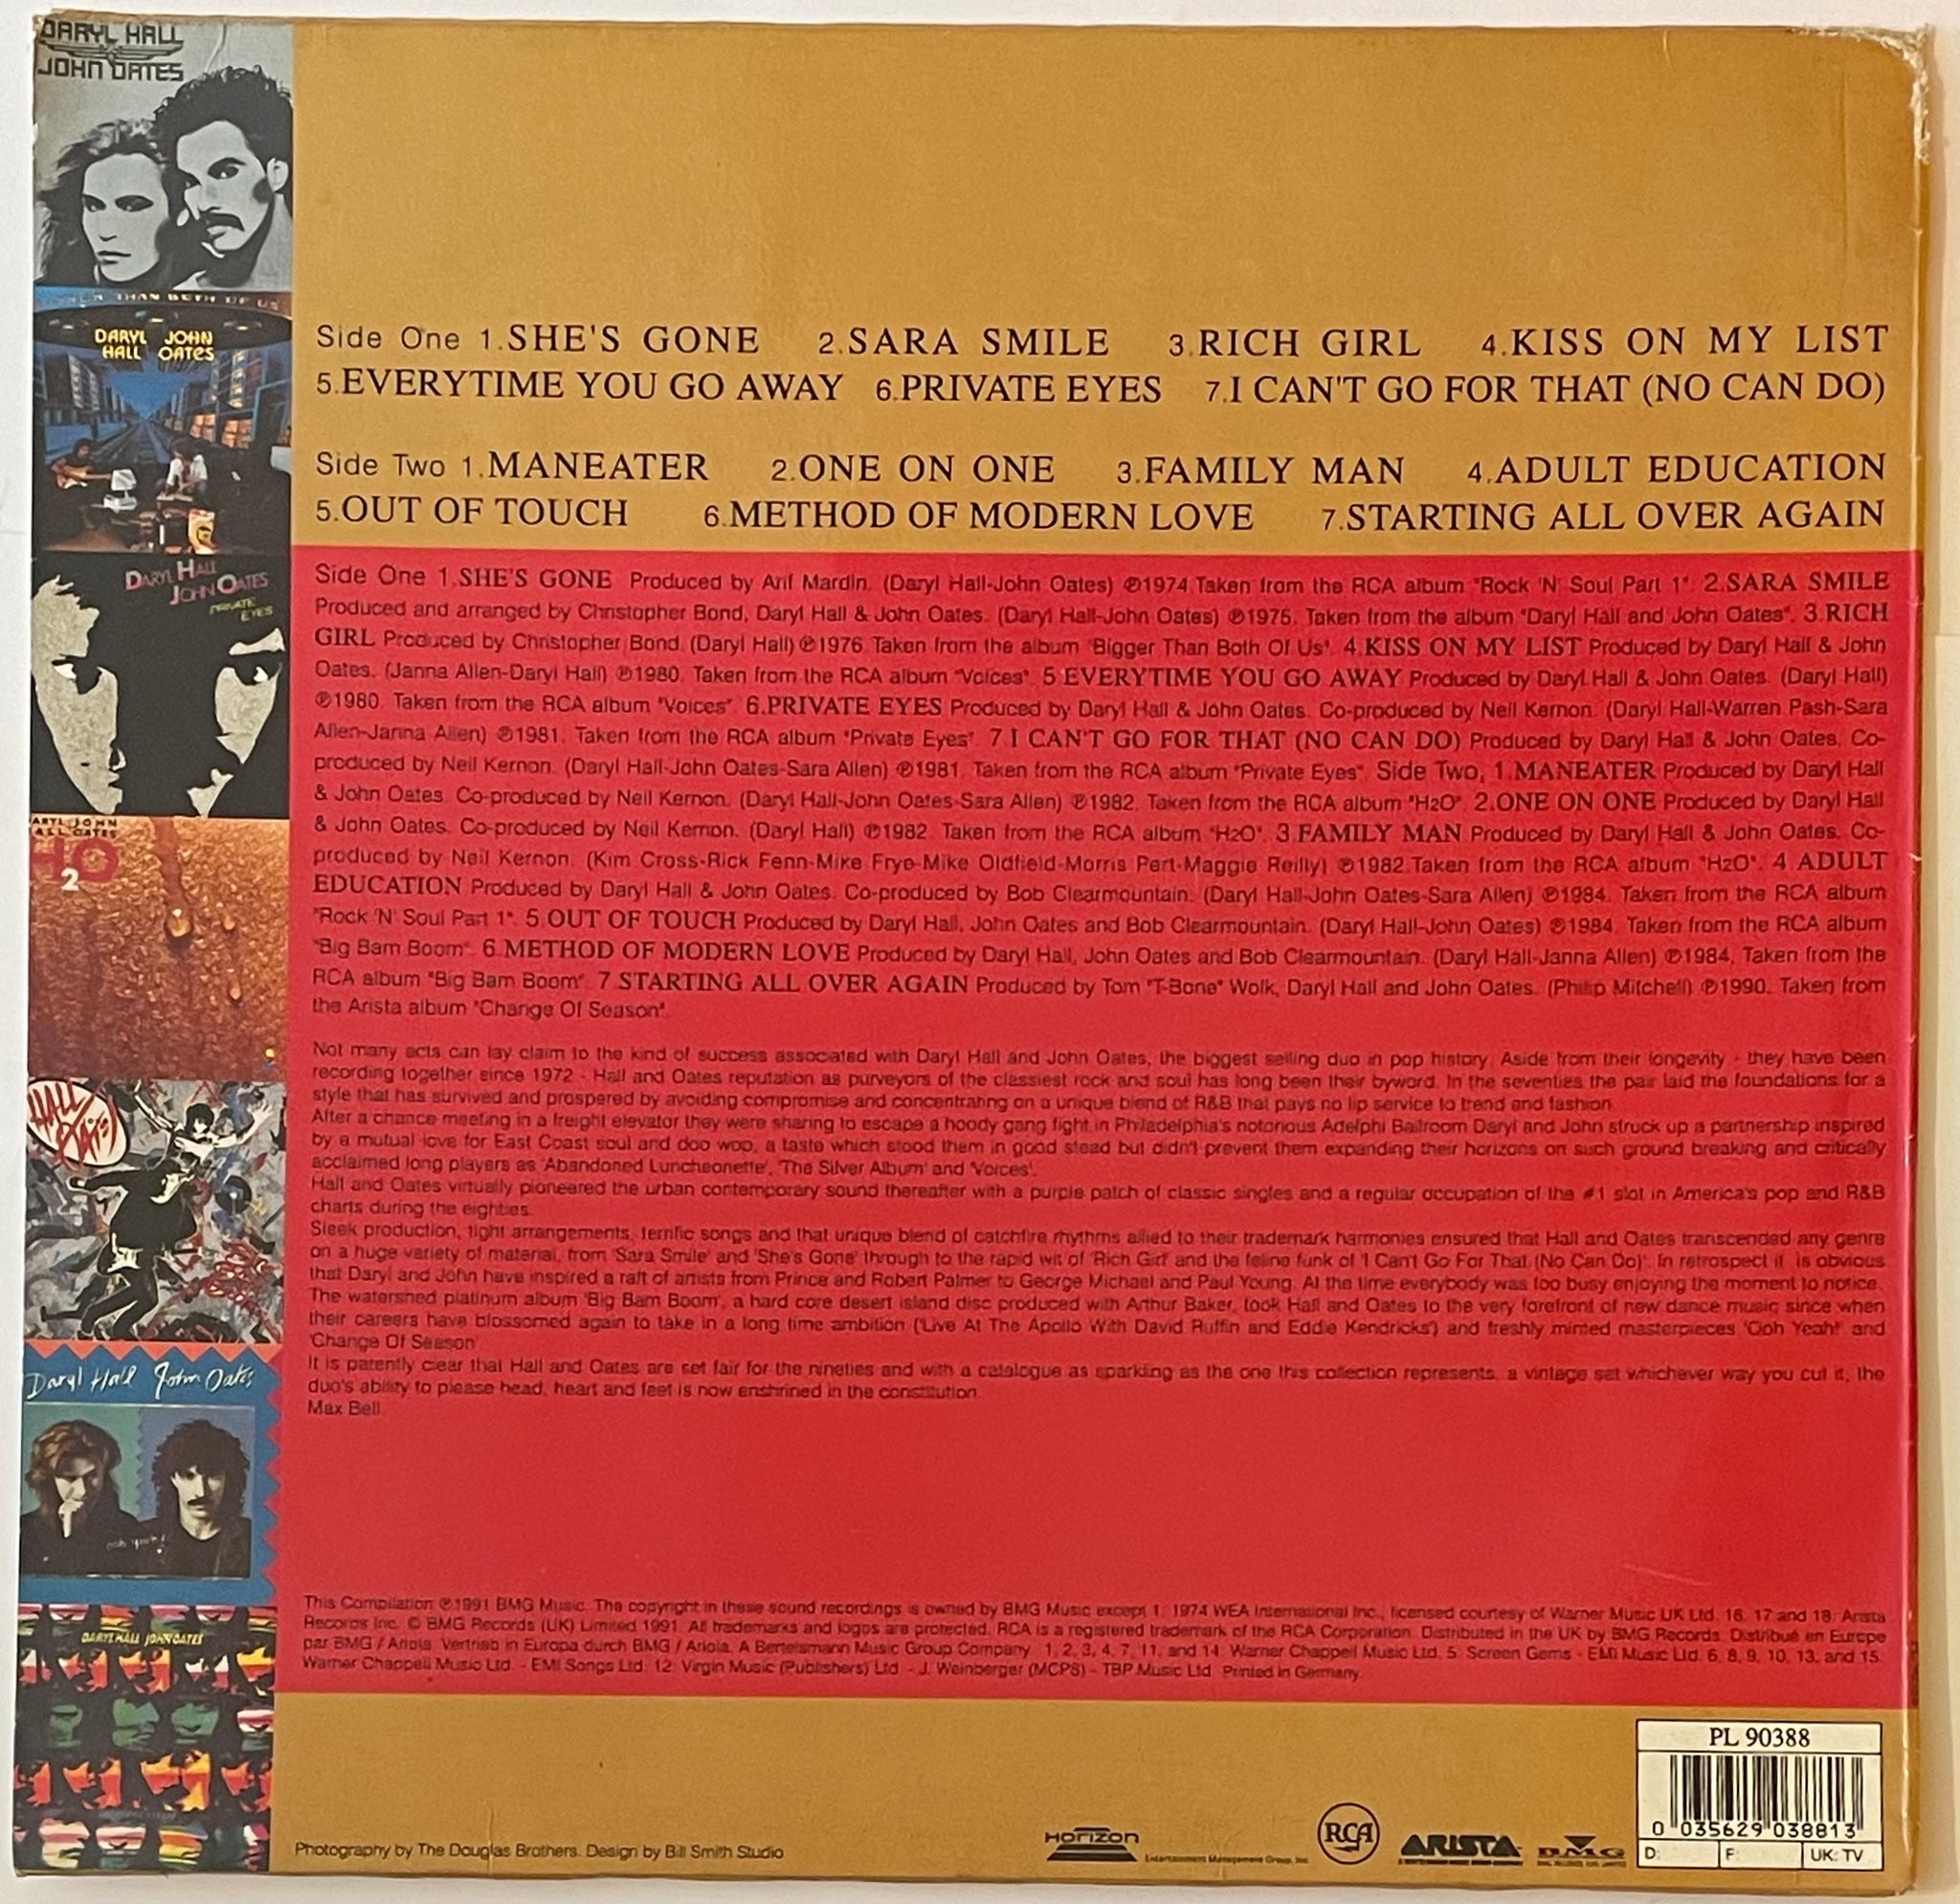 DARYL HALL
JOHN OATES
THAN BOTH OF US
DARYL JOHN
HALL OATES
DARYL HALL
JOHN OATES
PRIVATE
EYES
DARYL JOHN
HALL OATES
H2O
HALL
OATES
Daryl Hall John Oates
ooh yeah!
DARYL HALL JOHN OATES
Side One 1.SHE'S GONE 2.SARA SMILE 3.RICH GIRL 4.KISS ON MY LIST
5.EVERYTIME YOU GO AWAY 6.PRIVATE EYES 7.I CAN'T GO FOR THAT (NO CAN DO)
Side Two 1.MANEATER 2.ONE ON ONE 3.FAMILY MAN 4.ADULT EDUCATION
5.OUT OF TOUCH 6.METHOD OF MODERN LOVE 7.STARTING ALL OVER AGAIN
Side One 1.SHE'S GONE Produced by Arif Mardin. (Daryl Hall-John Oates) ℗1974 Taken from the RCA album "Rock 'N' Soul Part 1". 2.SARA SMILE
Produced and arranged by Christopher Bond, Daryl Hall & John Oates. (Daryl Hall-John Oates) ℗1975. Taken from the album "Daryl Hall and John Oates". 3.RICH
GIRL Produced by Christopher Bond. (Daryl Hall) ℗1976. Taken from the album "Bigger Than Both Of Us". 4.KISS ON MY LIST Produced by Daryl Hall & John
Oates. (Janna Allen-Daryl Hall) ℗1980. Taken from the RCA album "Voices". 5 EVERYTIME YOU GO AWAY Produced by Daryl Hall & John Oates. (Daryl Hall)
℗1980. Taken from the RCA album "Voices". 6.PRIVATE EYES Produced by Daryl Hall & John Oates. Co-produced by Neil Kernon. (Daryl Hall-Warren Pash-Sara
Allen-Janna Allen) ℗1981. Taken from the RCA album "Private Eyes". 7.I CAN'T GO FOR THAT (NO CAN DO) Produced by Daryl Hall & John Oates. Co-
produced by Neil Kernon. (Daryl Hall-John Oates-Sara Allen) ℗1981. Taken from the RCA album "Private Eyes". Side Two, 1.MANEATER Produced by Daryl Hall
& John Oates. Co-produced by Neil Kernon. (Daryl Hall-John Oates-Sara Allen) ℗1982. Taken from the RCA album "H2O". 2.ONE ON ONE Produced by Daryl Hall
& John Oates. Co-produced by Neil Kernon. (Daryl Hall) ℗1982. Taken from the RCA album "H2O". 3.FAMILY MAN Produced by Daryl Hall & John Oates. Co-
produced by Neil Kernon. (Kim Cross-Rick Fenn-Mike Frye-Mike Oldfield-Morris Pert-Maggie Reilly) ℗1982.Taken from the RCA album "H2O". 4 ADULT
EDUCATION Produced by Daryl Hall & John Oates. Co-produced by Bob Clearmountain. (Daryl Hall-John Oates-Sara Allen) ℗1984. Taken from the RCA album
"Rock 'N' Soul Part 1". 5.OUT OF TOUCH Produced by Daryl Hall, John Oates and Bob Clearmountain. (Daryl Hall-John Oates) ℗1984. Taken from the RCA album
"Big Bam Boom". 6.METHOD OF MODERN LOVE Produced by Daryl Hall, John Oates and Bob Clearmountain. (Daryl Hall-Janna Allen) ℗1984. Taken from the
RCA album "Big Bam Boom". 7 STARTING ALL OVER AGAIN Produced by Tom "T-Bone" Wolk, Daryl Hall and John Oates. (Philip Mitchell) ℗1990. Taken from
the Arista album "Change Of Season".
Not many acts can lay claim to the kind of success associated with Daryl Hall and John Oates, the biggest selling duo in pop history. Aside from their longevity - they have been
recording together since 1972 - Hall and Oates reputation as purveyors of the classiest rock and soul has long been their byword. In the seventies the pair laid the foundations for a
style that has survived and prospered by avoiding compromise and concentrating on a unique blend of R&B that pays no lip service to trend and fashion.
After a chance meeting in a freight elevator they were sharing to escape a hoody gang fight in Philadelphia's notorious Adelphi Ballroom Daryl and John struck up a partnership inspired
by a mutual love for East Coast soul and doo wop, a taste which stood them in good stead but didn't prevent them expanding their horizons on such ground breaking and critically
acclaimed long players as 'Abandoned Luncheonette', 'The Silver Album' and 'Voices'.
Hall and Oates virtually pioneered the urban contemporary sound thereafter with a purple patch of classic singles and a regular occupation of the #1 slot in America's pop and R&B
charts during the eighties.
Sleek production, tight arrangements, terrific songs and that unique blend of catchfire rhythms allied to their trademark harmonies ensured that Hall and Oates transcended any genre
on a huge variety of material, from 'Sara Smile' and 'She's Gone' through to the rapid wit of 'Rich Girl' and the feline funk of 'I Can't Go For That (No Can Do)'. In retrospect it is obvious
that Daryl and John have inspired a raft of artists from Prince and Robert Palmer to George Michael and Paul Young. At the time everybody was too busy enjoying the moment to notice.
The watershed platinum album 'Big Bam Boom', a hard core desert island disc produced with Arthur Baker, took Hall and Oates to the very forefront of new dance music since when
their careers have blossomed again to take in a long time ambition ('Live At The Apollo With David Ruffin and Eddie Kendricks') and freshly minted masterpieces 'Ooh Yeah!' and
'Change Of Season'
It is patently clear that Hall and Oates are set fair for the nineties and with a catalogue as sparkling as the one this collection represents, a vintage set whichever way you cut it, the
duo's ability to please head, heart and feet is now enshrined in the constitution.
Max Bell.
This Compilation ℗1991 BMG Music. The copyright in these sound recordings is owned by BMG Music except 1. 1974 WEA International Inc., licensed courtesy of Warner Music UK Ltd. 16, 17 and 18: Arista
Records Inc. © BMG Records (UK) Limited 1991. All trademarks and logos are protected. RCA is a registered trademark of the RCA Corporation. Distributed in the UK by BMG Records. Distribué en Europe
par BMG / Ariola. Vertrieb in Europa durch BMG / Ariola. A Bertelsmann Music Group Company. 1, 2, 3, 4, 7, 11, and 14: Warner Chappell Music Ltd. 5: Screen Gems - EMI Music Ltd. 6, 8, 9, 10, 13, and 15:
Warner Chappell Music Ltd. - EMI Songs Ltd. 12: Virgin Music (Publishers) Ltd. - J. Weinberger (MCPS) - TBP Music Ltd. Printed in Germany.
Photography by The Douglas Brothers. Design by Bill Smith Studio
Horizon
Entertainment Management Group, Inc.
RCA
ARISTA
BMG
PL 90388
0 035629 038813
D: F: UK: TV